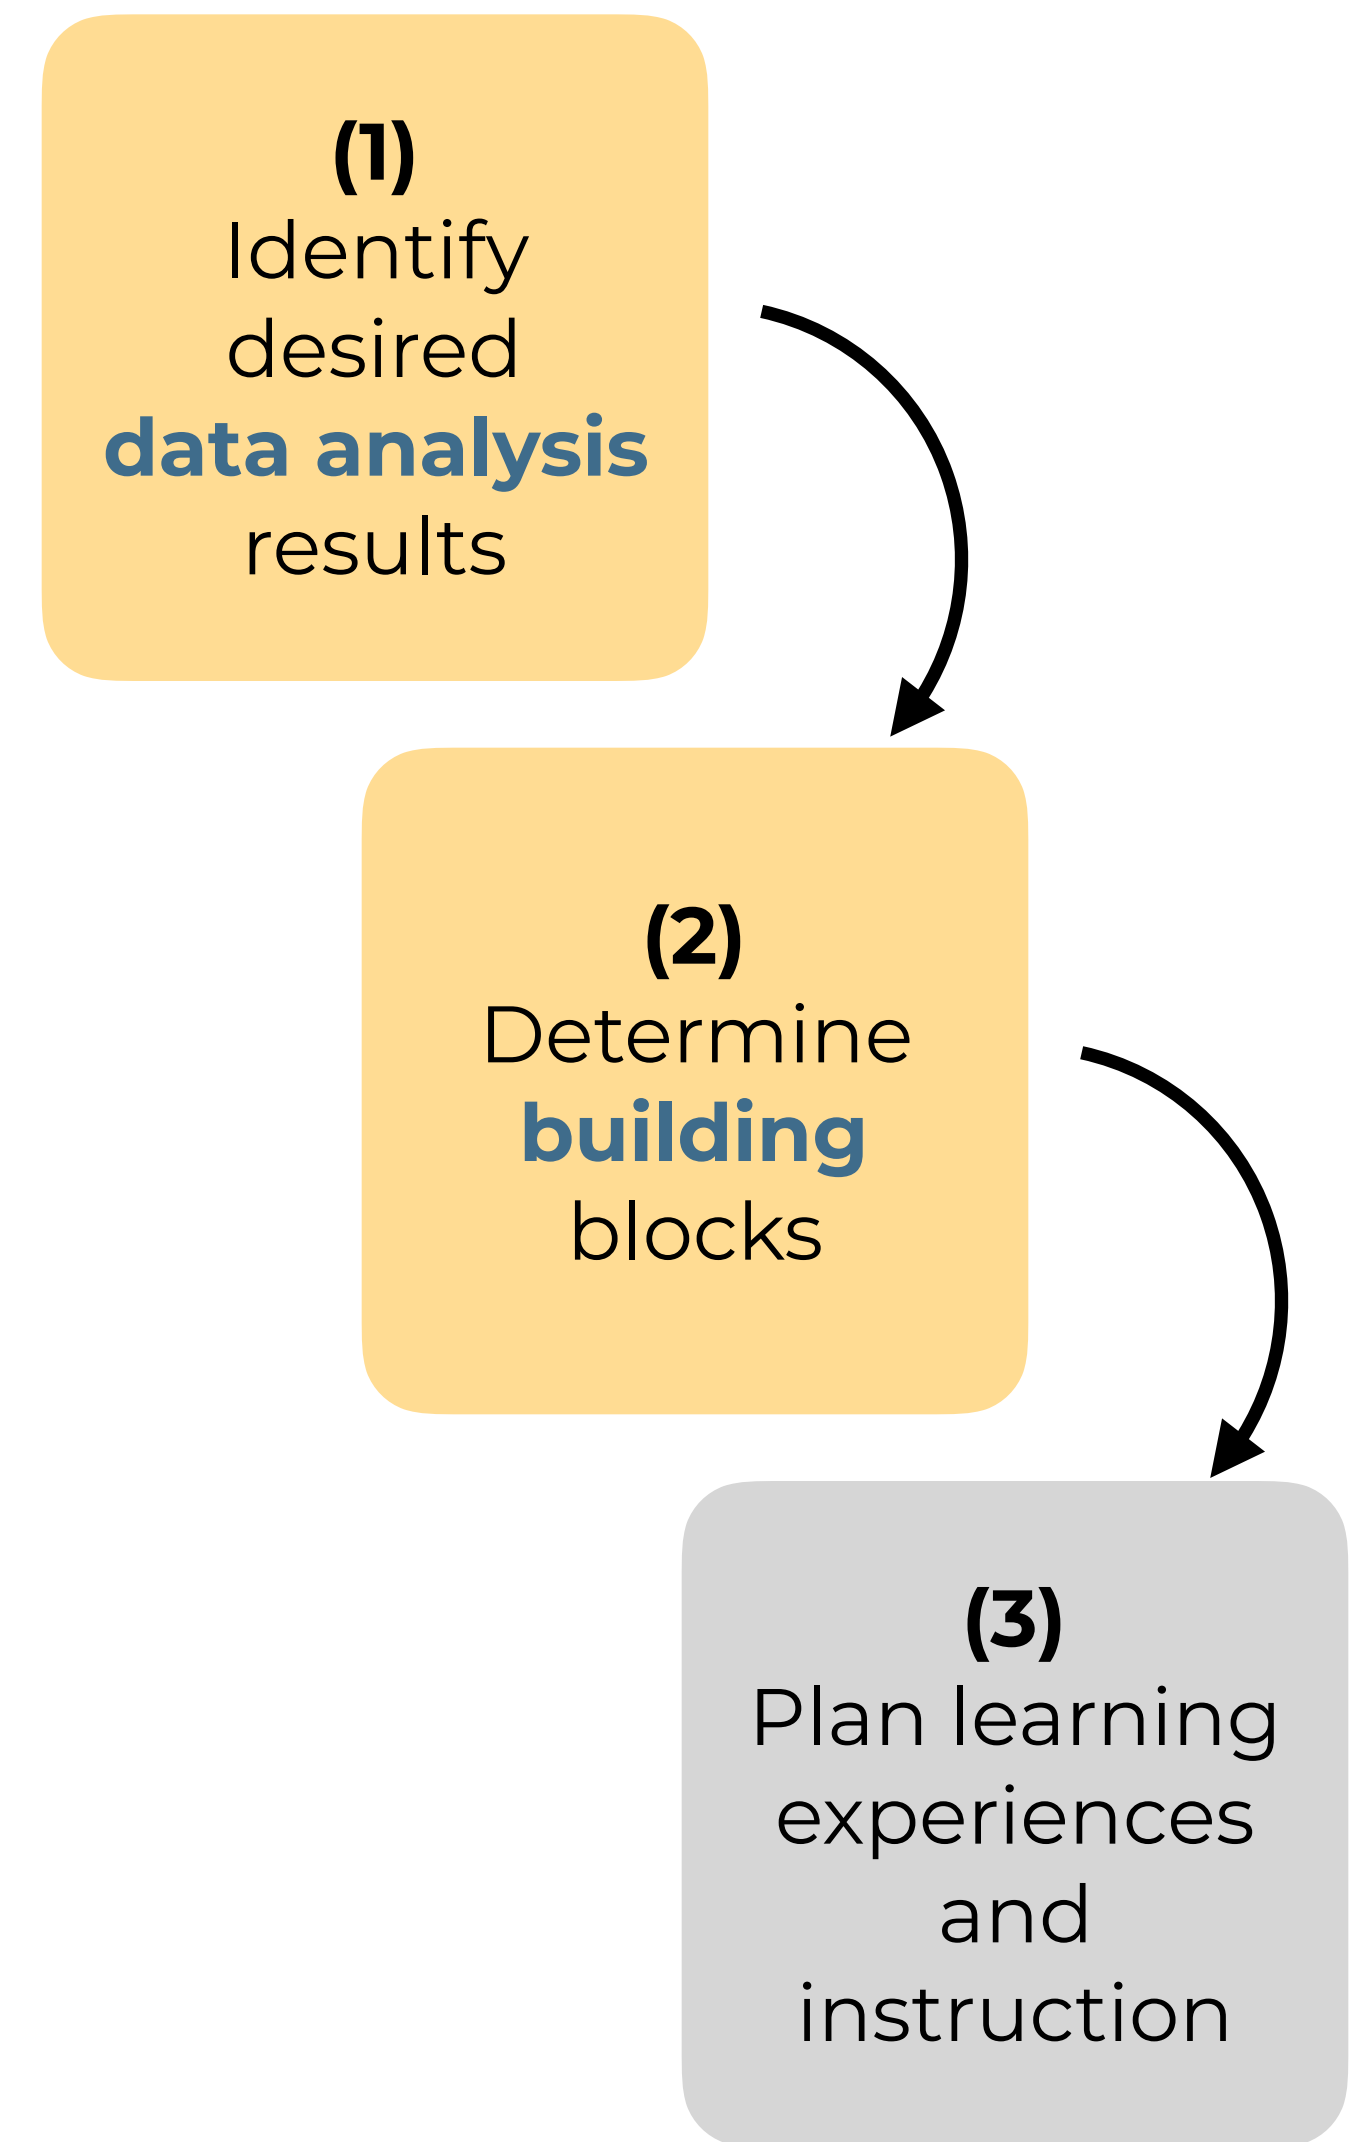 (1)
Identify
desired
data analysis
results
(2)
Determine
building
blocks
(3)
Plan learning
experiences
and
instruction